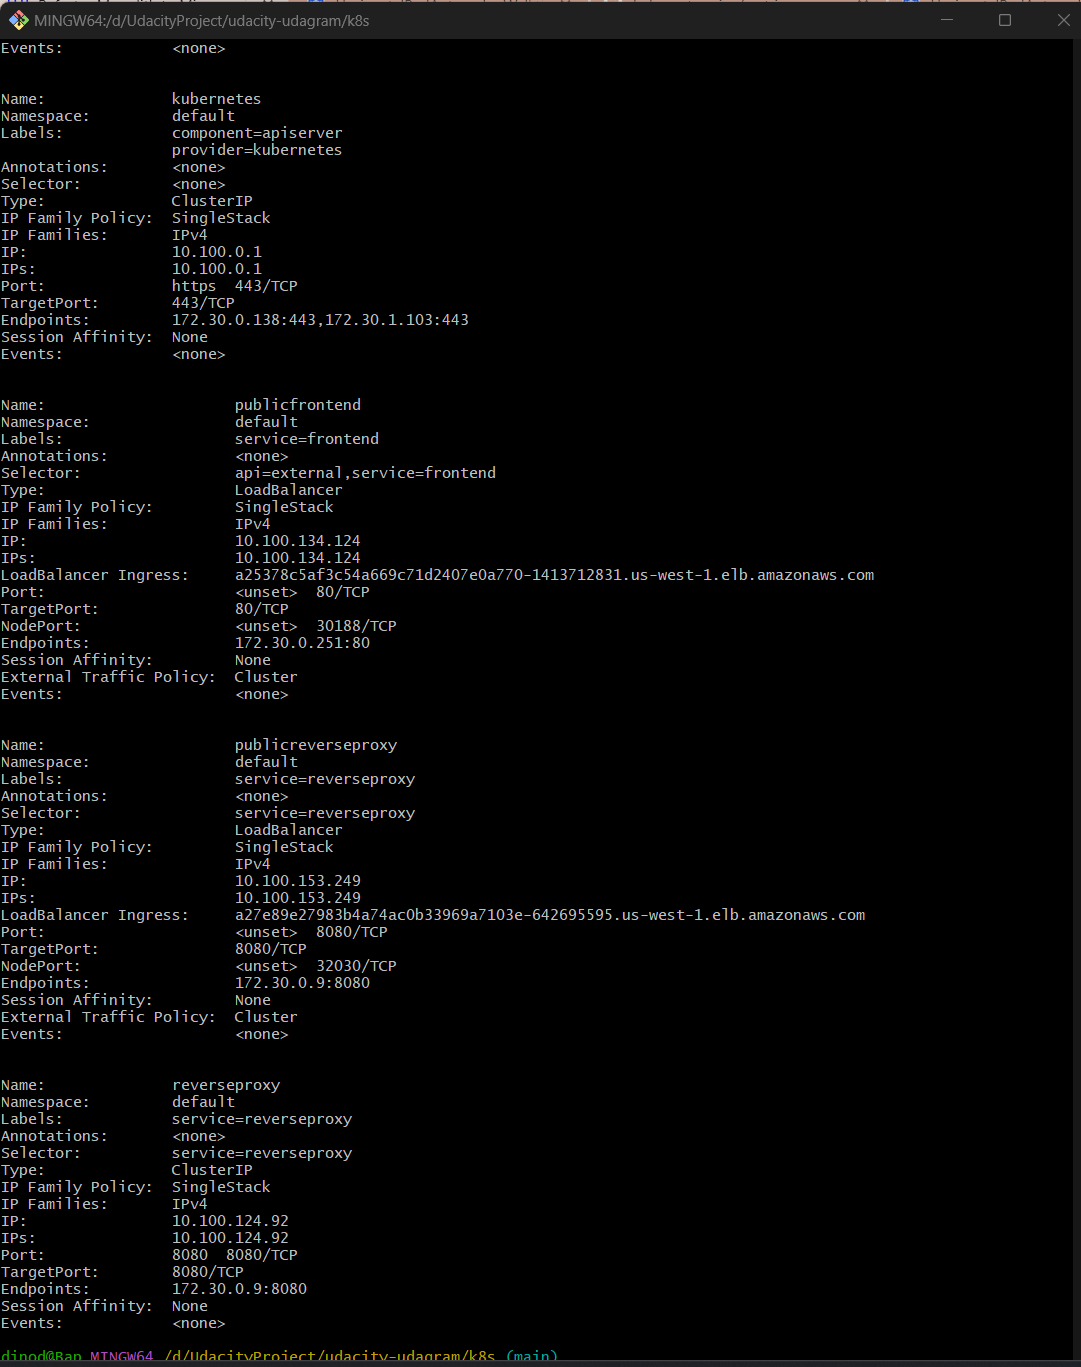 MINGW64:/d/UdacityProject/udacity-udagram/k8s
Events:            <none>
Name:              kubernetes
Namespace:         default
Labels:            component=apiserver
                   provider=kubernetes
Annotations:       <none>
Selector:          <none>
Type:              ClusterIP
IP Family Policy:  SingleStack
IP Families:       IPv4
IP:                10.100.0.1
IPs:               10.100.0.1
Port:              https  443/TCP
TargetPort:        443/TCP
Endpoints:         172.30.0.138:443,172.30.1.103:443
Session Affinity:  None
Events:            <none>
Name:                     publicfrontend
Namespace:                default
Labels:                   service=frontend
Annotations:              <none>
Selector:                 api=external,service=frontend
Type:                     LoadBalancer
IP Family Policy:         SingleStack
IP Families:              IPv4
IP:                       10.100.134.124
IPs:                      10.100.134.124
LoadBalancer Ingress:     a25378c5af3c54a669c71d2407e0a770-1413712831.us-west-1.elb.amazonaws.com
Port:                     <unset>  80/TCP
TargetPort:               80/TCP
NodePort:                 <unset>  30188/TCP
Endpoints:                172.30.0.251:80
Session Affinity:         None
External Traffic Policy:  Cluster
Events:                   <none>
Name:                     publicreverseproxy
Namespace:                default
Labels:                   service=reverseproxy
Annotations:              <none>
Selector:                 service=reverseproxy
Type:                     LoadBalancer
IP Family Policy:         SingleStack
IP Families:              IPv4
IP:                       10.100.153.249
IPs:                      10.100.153.249
LoadBalancer Ingress:     a27e89e27983b4a74ac0b33969a7103e-642695595.us-west-1.elb.amazonaws.com
Port:                     <unset>  8080/TCP
TargetPort:               8080/TCP
NodePort:                 <unset>  32030/TCP
Endpoints:                172.30.0.9:8080
Session Affinity:         None
External Traffic Policy:  Cluster
Events:                   <none>
Name:              reverseproxy
Namespace:         default
Labels:            service=reverseproxy
Annotations:       <none>
Selector:          service=reverseproxy
Type:              ClusterIP
IP Family Policy:  SingleStack
IP Families:       IPv4
IP:                10.100.124.92
IPs:               10.100.124.92
Port:              8080  8080/TCP
TargetPort:        8080/TCP
Endpoints:         172.30.0.9:8080
Session Affinity:  None
Events:            <none>
dinod@Bap MINGW64 /d/UdacityProject/udacity-udagram/k8s (main)